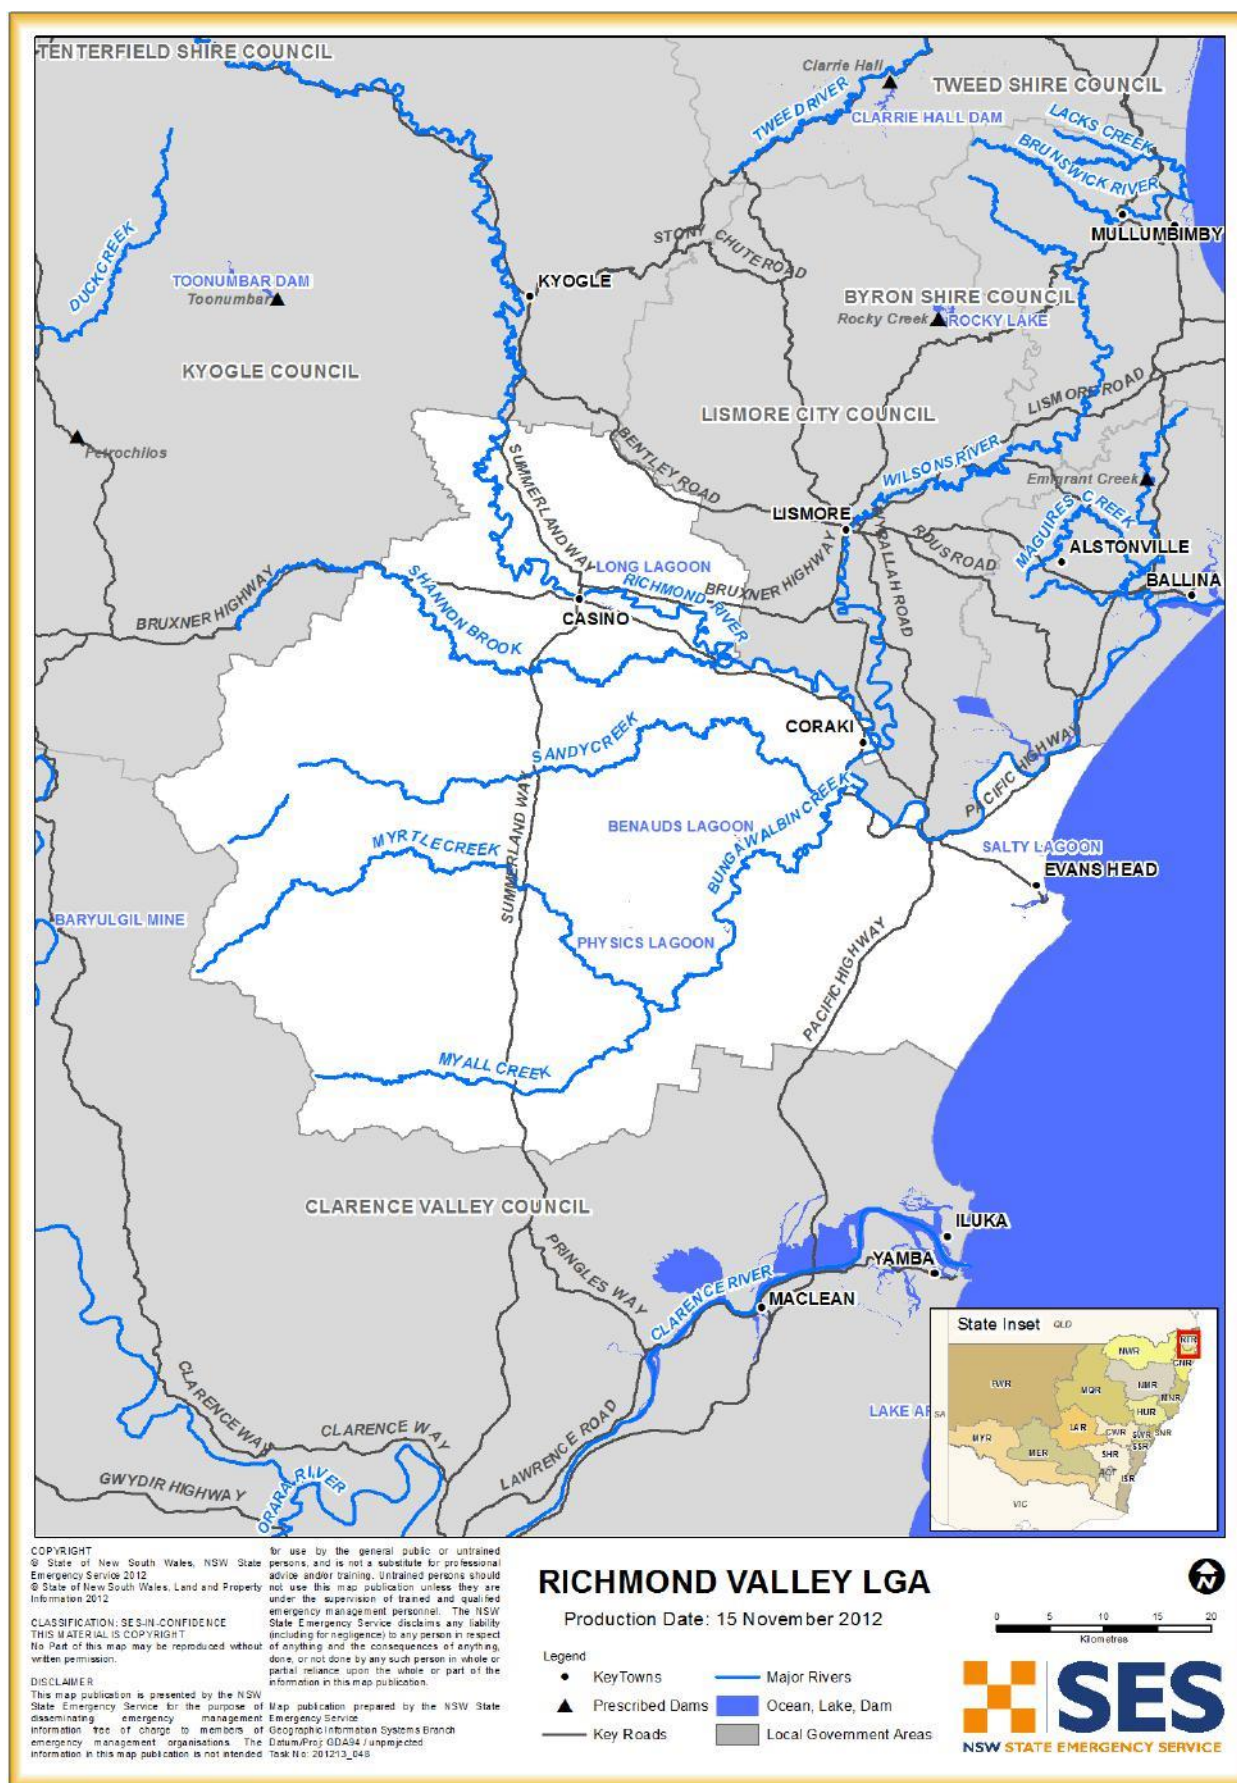 TENTERFIELD SHIRE COUNCIL
Clarrie Hall
TWEED SHIRE COUNCIL
TWEED RIVER
CLARRIE HALL DAM
LACKS CREEK
BRUNSWICK RIVER
MULLUMBIMBY
STONY CHUTE ROAD
DUCK CREEK
TOONUMBAR DAM
Toonumbar
KYOGLE
BYRON SHIRE COUNCIL
Rocky Creek
ROCKY LAKE
KYOGLE COUNCIL
LISMORE ROAD
LISMORE CITY COUNCIL
Petrochilos
BENTLEY ROAD
SUMMERLAND WAY
WILSONS RIVER
Emigrant Creek
MAGUIRES CREEK
LISMORE
WYRALLAH ROAD
ROUS ROAD
ALSTONVILLE
BALLINA
LONG LAGOON
BRUXNER HIGHWAY
RICHMOND RIVER
BRUXNER HIGHWAY
SHANNON BROOK
CASINO
CORAKI
SANDY CREEK
PACIFIC HIGHWAY
SUMMERLAND WAY
BENAUDS LAGOON
BUNGAWALBIN CREEK
MYRTLE CREEK
SALTY LAGOON
EVANS HEAD
BARYULGIL MINE
PHYSICS LAGOON
PACIFIC HIGHWAY
MYALL CREEK
CLARENCE VALLEY COUNCIL
ILUKA
YAMBA
PRINGLES WAY
CLARENCE RIVER
MACLEAN
CLARENCE WAY
CLARENCE WAY
LAWRENCE ROAD
GWYDIR HIGHWAY
ORARA RIVER
LAKE
State Inset
QLD
RTR
NWR
CNR
FWR
MQR
NMR
MNR
HUR
LAR
CWR
SWR
SNR
SSR
MYR
MER
SHR
ACT
ISR
SA
VIC
COPYRIGHT
© State of New South Wales, NSW State
Emergency Service 2012
© State of New South Wales, Land and Property
Information 2012
CLASSIFICATION: SES-IN-CONFIDENCE
THIS MATERIAL IS COPYRIGHT
No Part of this map may be reproduced without
written permission.
DISCLAIMER
This map publication is presented by the NSW
State Emergency Service for the purpose of
disseminating emergency management
information free of charge to members of
emergency management organisations. The
information in this map publication is not intended
for use by the general public or untrained
persons, and is not a substitute for professional
advice and/or training. Untrained persons should
not use this map publication unless they are
under the supervision of trained and qualified
emergency management personnel. The NSW
State Emergency Service disclaims any liability
(including for negligence) to any person in respect
of anything and the consequences of anything,
done, or not done by any such person in whole or
partial reliance upon the whole or part of the
information in this map publication.
Map publication prepared by the NSW State
Emergency Service
Geographic Information Systems Branch
Datum/Proj: GDA94 / unprojected
Task No: 201213_048
RICHMOND VALLEY LGA
Production Date: 15 November 2012
Legend
Key Towns
Prescribed Dams
Key Roads
Major Rivers
Ocean, Lake, Dam
Local Government Areas
N
0 5 10 15 20
Kilometres
SES
NSW STATE EMERGENCY SERVICE